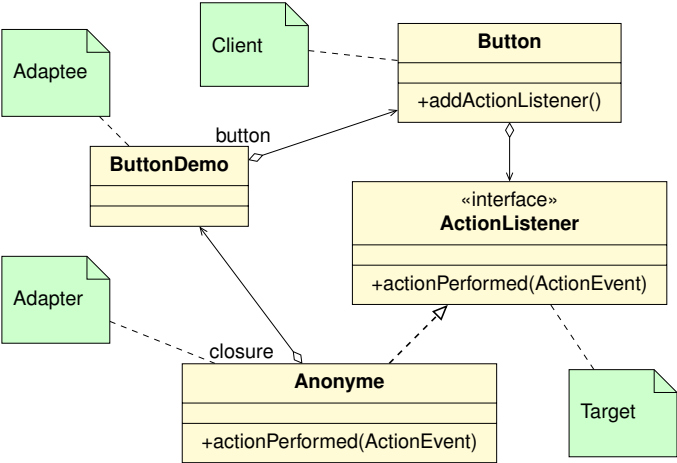 Client
Button
+addActionListener()
Adaptee
button
ButtonDemo
«interface»
ActionListener
+actionPerformed(ActionEvent)
Adapter
closure
Anonyme
+actionPerformed(ActionEvent)
Target